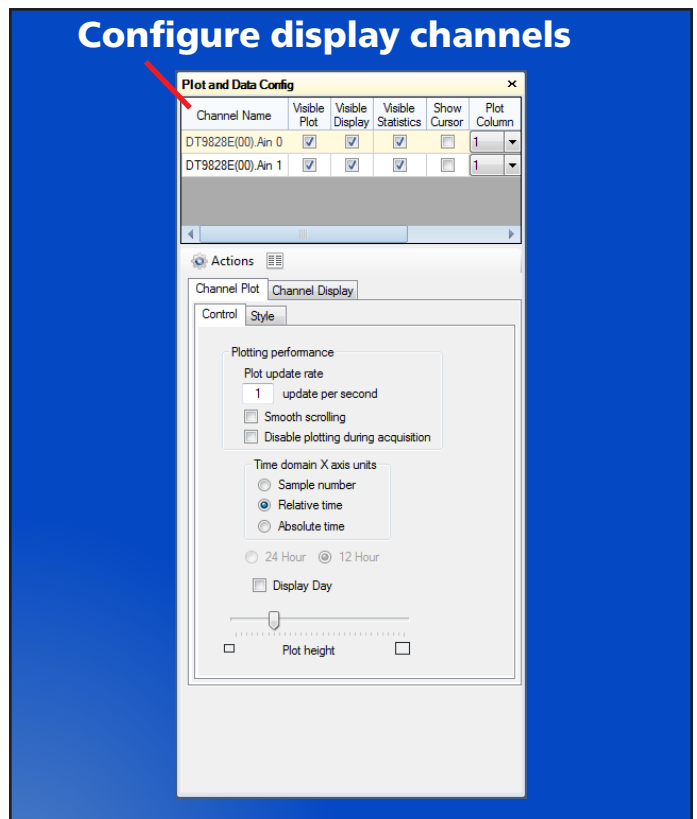 Configure display channels
Plot and Data Config
Channel Name Visible Plot Visible Display Visible Statistics Show Cursor Plot Column
DT9828E(00).Ain 0 1
DT9828E(00).Ain 1 1
Actions
Channel Plot Channel Display
Control Style
Plotting performance
Plot update rate
1 update per second
Smooth scrolling
Disable plotting during acquisition
Time domain X axis units
Sample number
Relative time
Absolute time
24 Hour 12 Hour
Display Day
Plot height